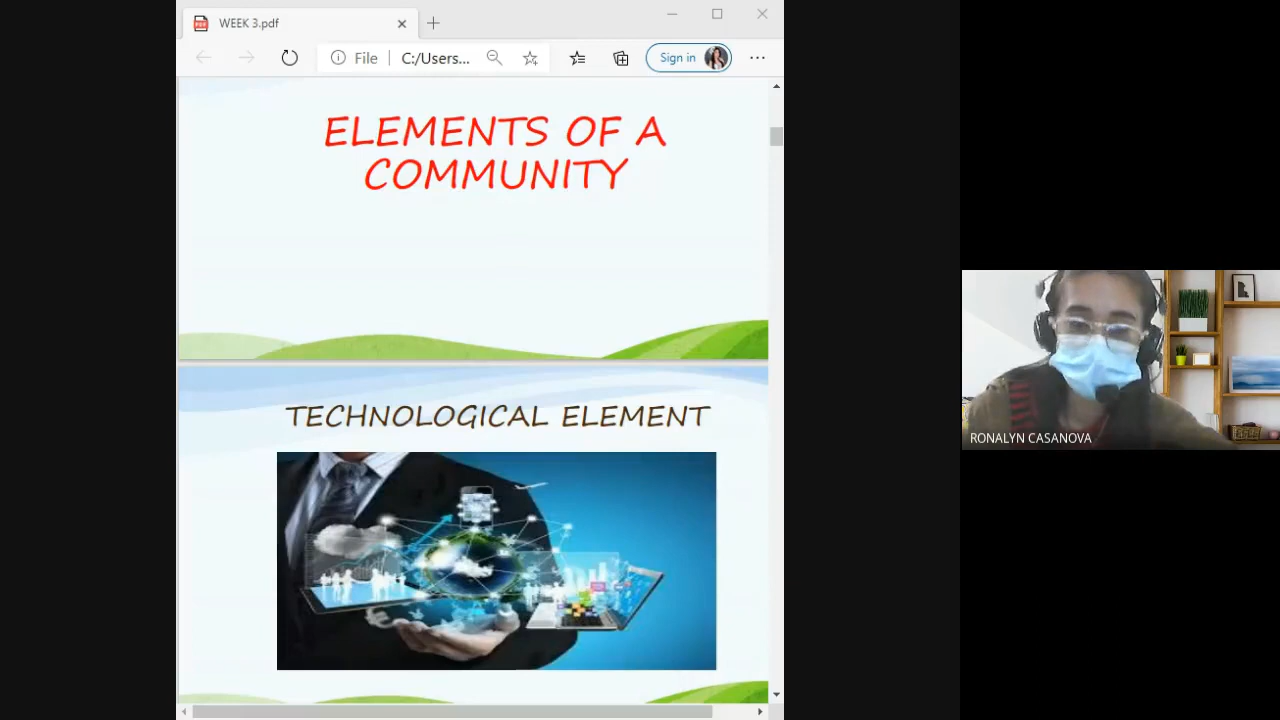 WEEK 3.pdf
File
C:/Users...
Sign in
ELEMENTS OF A
COMMUNITY
TECHNOLOGICAL ELEMENT
RONALYN CASANOVA